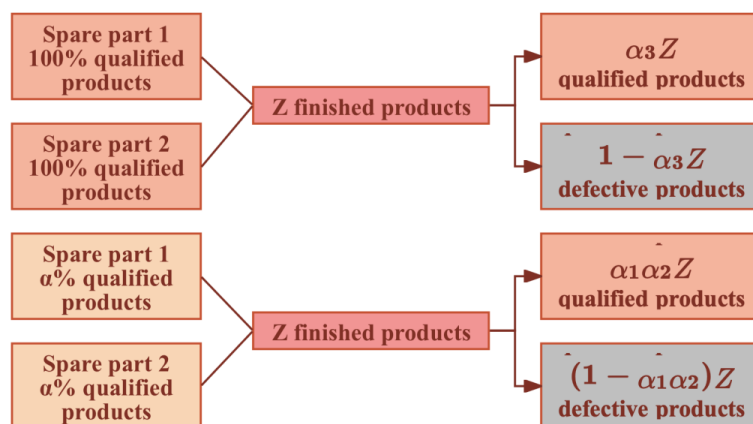 Spare part 1
100% qualified
products
Spare part 2
100% qualified
products
Z finished products
α3Z
qualified products
1 − α3Z
defective products
Spare part 1
α% qualified
products
Spare part 2
α% qualified
products
Z finished products
α1α2Z
qualified products
(1 − α1α2)Z
defective products